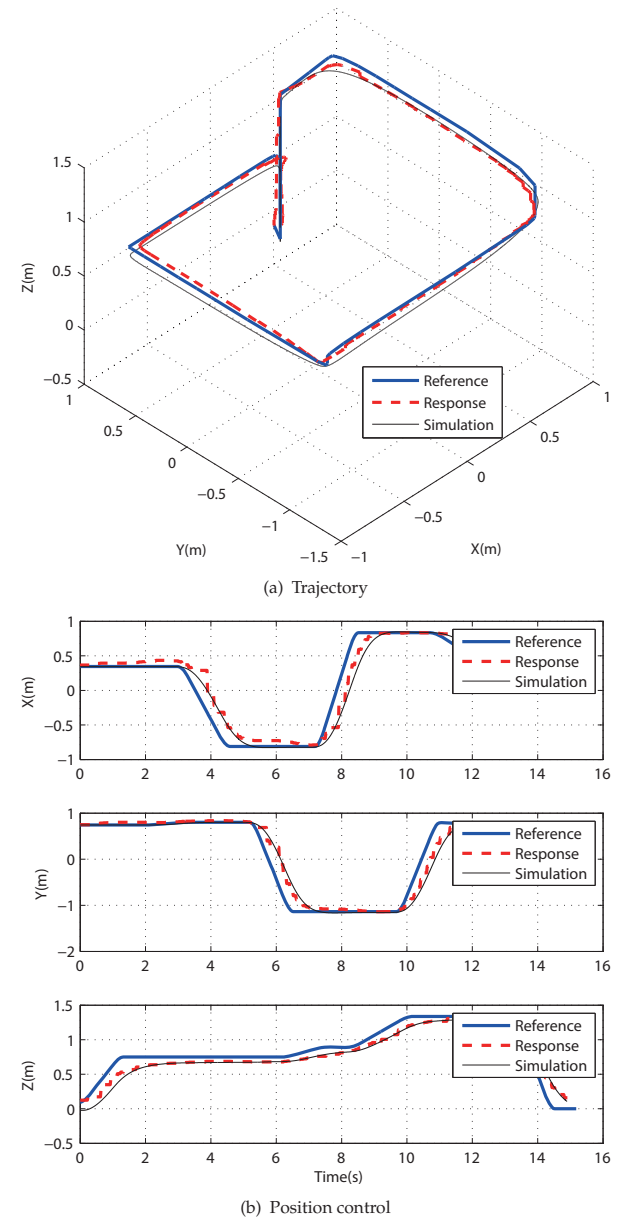 1.5
1
0.5
0
−0.5
Z(m)
1
0.5
0
−0.5
−1
−1.5
Y(m)
−1
−0.5
0
0.5
1
X(m)
Reference
Response
Simulation
(a) Trajectory
1
0.5
0
−0.5
−1
X(m)
0 2 4 6 8 10 12 14 16
Reference
Response
Simulation
1
0
−1
−2
Y(m)
0 2 4 6 8 10 12 14 16
Reference
Response
Simulation
1.5
1
0.5
0
−0.5
Z(m)
0 2 4 6 8 10 12 14 16
Time(s)
Reference
Response
Simulation
(b) Position control